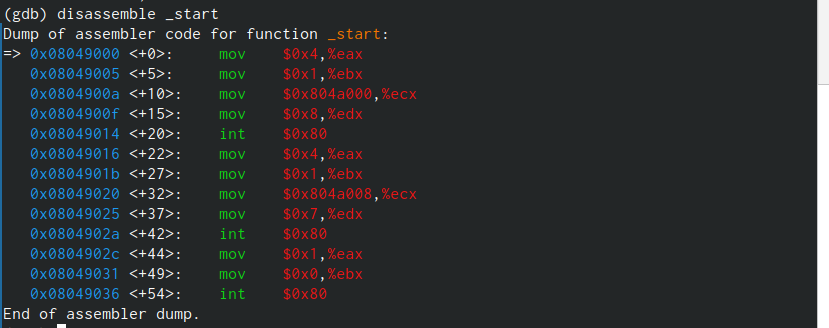 (gdb) disassemble _start
Dump of assembler code for function _start:
=> 0x08049000 <+0>:     mov    $0x4,%eax
   0x08049005 <+5>:     mov    $0x1,%ebx
   0x0804900a <+10>:    mov    $0x804a000,%ecx
   0x0804900f <+15>:    mov    $0x8,%edx
   0x08049014 <+20>:    int    $0x80
   0x08049016 <+22>:    mov    $0x4,%eax
   0x0804901b <+27>:    mov    $0x1,%ebx
   0x08049020 <+32>:    mov    $0x804a008,%ecx
   0x08049025 <+37>:    mov    $0x7,%edx
   0x0804902a <+42>:    int    $0x80
   0x0804902c <+44>:    mov    $0x1,%eax
   0x08049031 <+49>:    mov    $0x0,%ebx
   0x08049036 <+54>:    int    $0x80
End of assembler dump.